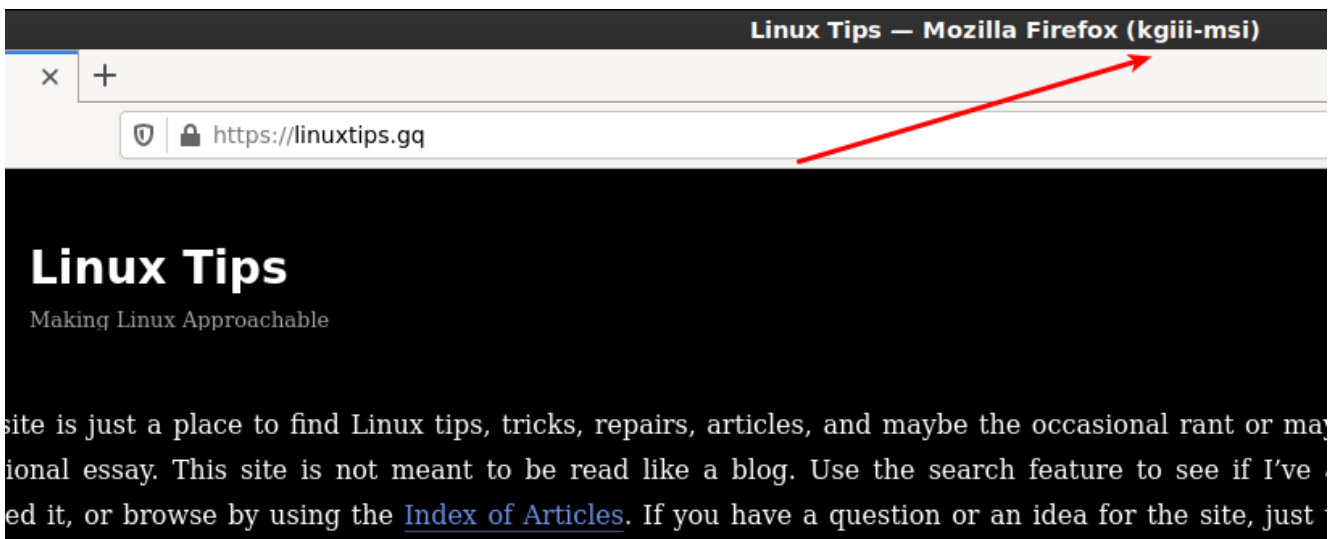 Linux Tips — Mozilla Firefox (kgiii-msi)
https://linuxtips.gq
Linux Tips
Making Linux Approachable
site is just a place to find Linux tips, tricks, repairs, articles, and maybe the occasional rant or may
ional essay. This site is not meant to be read like a blog. Use the search feature to see if I’ve
ed it, or browse by using the Index of Articles. If you have a question or an idea for the site, just